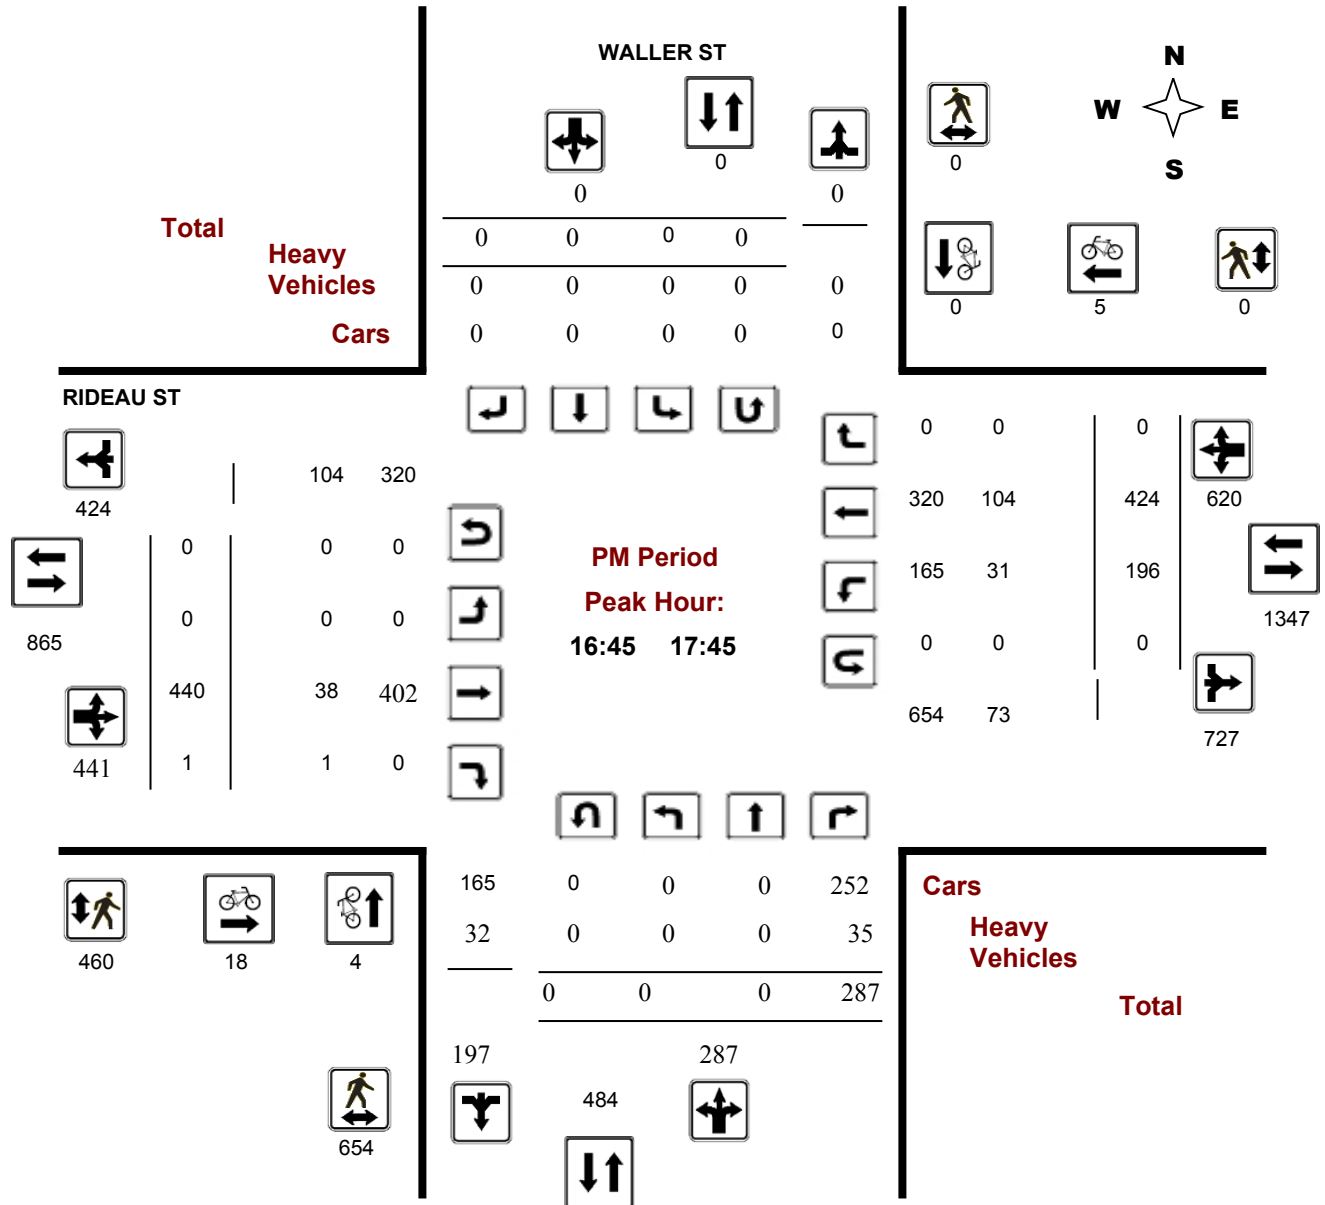 WALLER ST
N
W E
S
0
0
0 0
0
Total
0 0 0 0
Heavy
Vehicles
0 0 0 0 0
0 5 0
Cars
0 0 0 0 0
RIDEAU ST
0 0 0
104 320
424
320 104 424 620
0 0 0
PM Period
165 31 196
Peak Hour:
0 0 0
1347
865
16:45 17:45
0 0 0
440 38 402
654 73
727
441 1 1 0
165 0 0 0 252
Cars
32 0 0 0 35
Heavy
Vehicles
460 18 4
0 0 0 287
Total
197 287
484
654